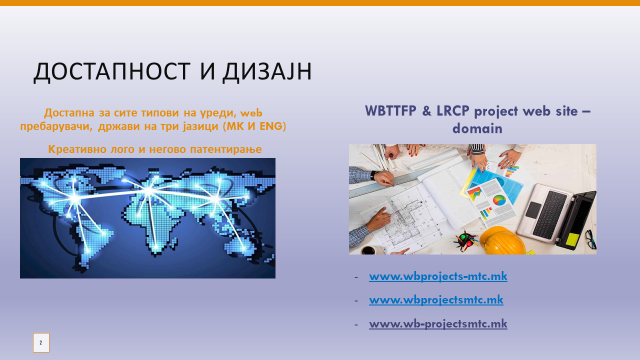 ДОСТАПНОСТ И ДИЗАЈН
Достапна за сите типови на уреди, web
пребарувачи, држави на три јазици (МК И ENG)
Креативно лого и негово патентирање
WBTTFP & LRCP project web site –
domain
- www.wbprojects-mtc.mk
- www.wbprojectsmtc.mk
- www.wb-projectsmtc.mk
2